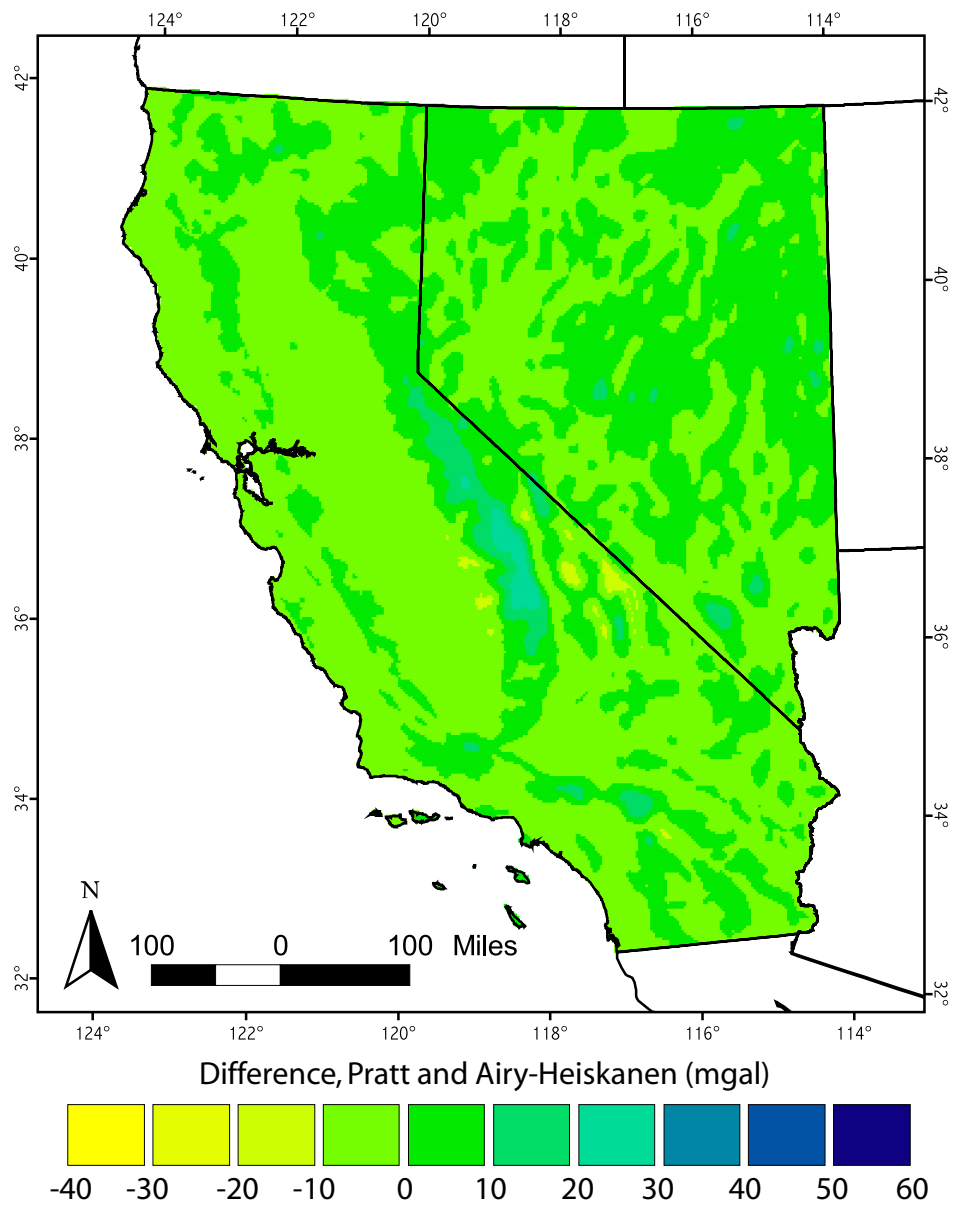 124° 122° 120° 118° 116° 114°
42° 42°
40° 40°
38° 38°
36° 36°
34° 34°
N
100 0 100 Miles
32° 32°
124° 122° 120° 118° 116° 114°
Difference, Pratt and Airy-Heiskanen (mgal)
-40 -30 -20 -10 0 10 20 30 40 50 60